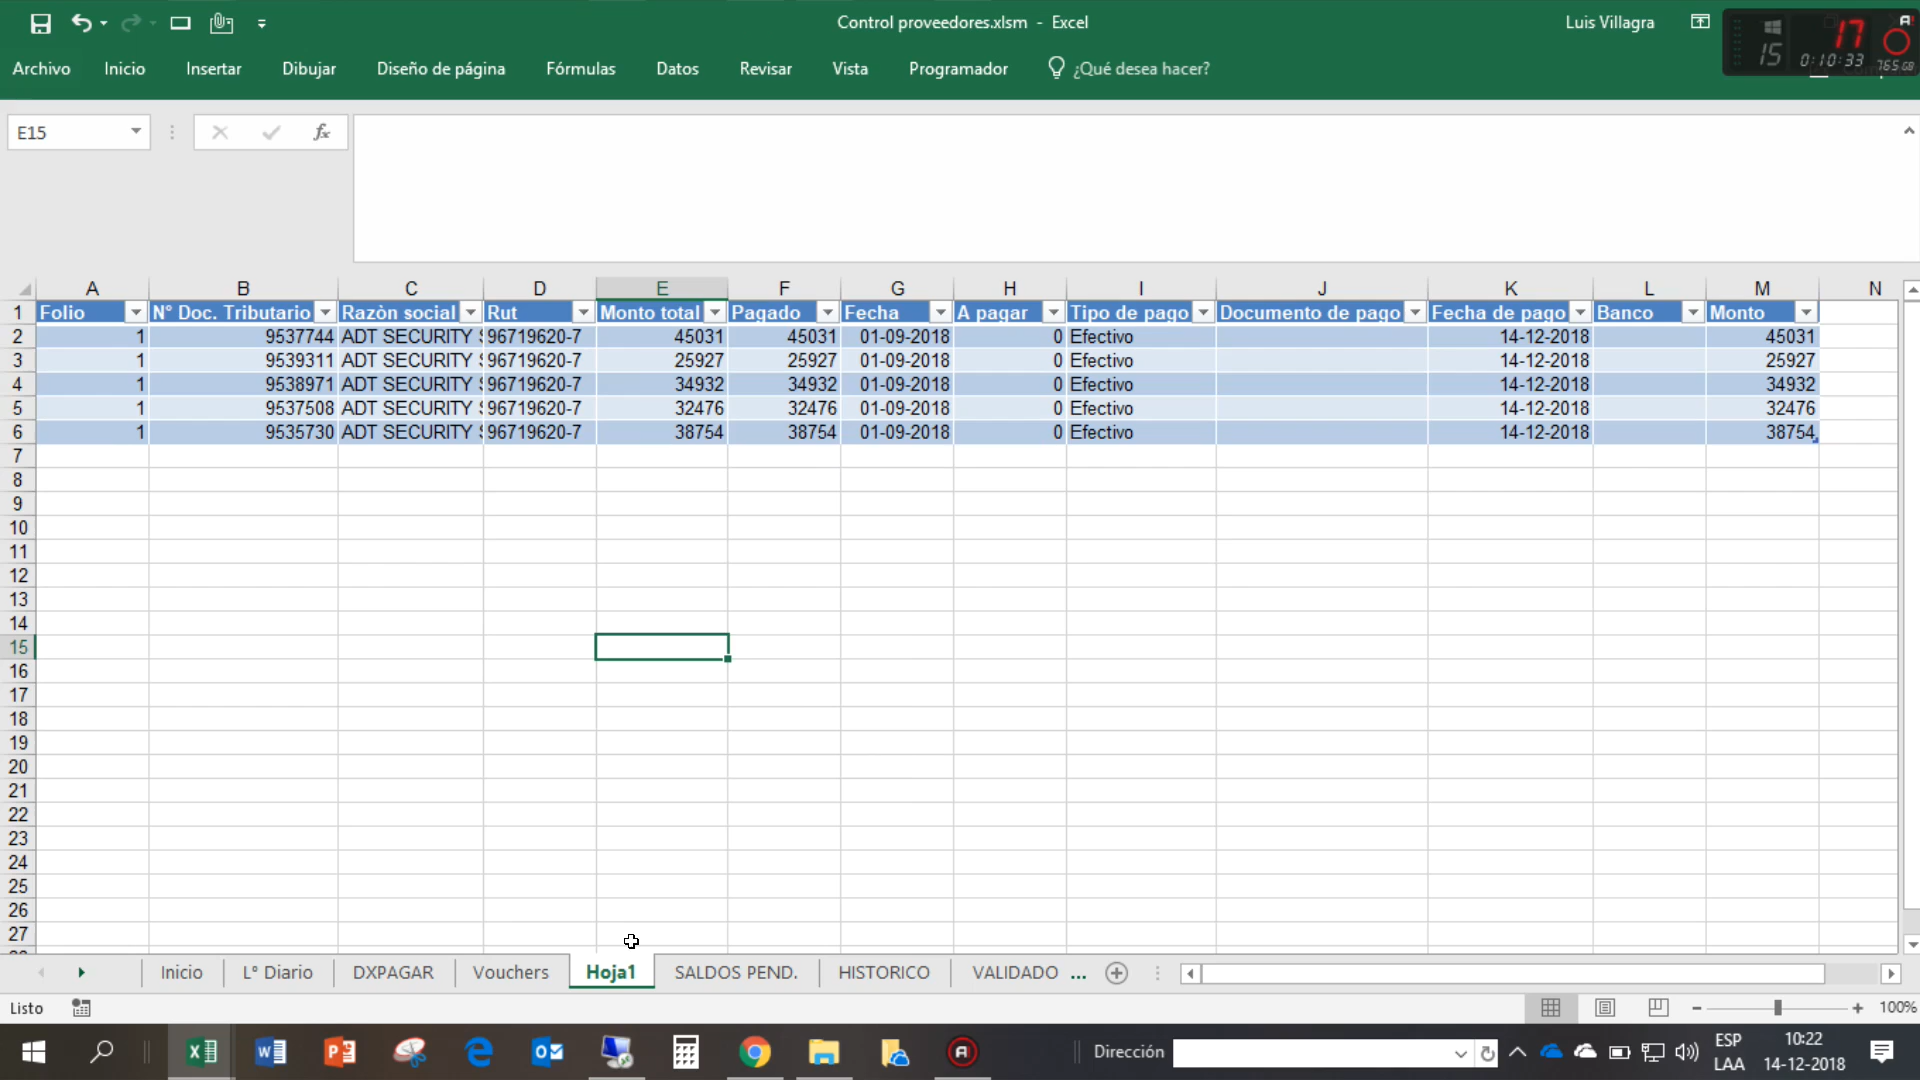 Control proveedores.xlsm - Excel
Luis Villagra
17
15
0:10:33
765 GB
Archivo Inicio Insertar Dibujar Diseño de página Fórmulas Datos Revisar Vista Programador ¿Qué desea hacer?
E15
fx
A B C D E F G H I J K L M N
1 Folio N° Doc. Tributario Razòn social Rut Monto total Pagado Fecha A pagar Tipo de pago Documento de pago Fecha de pago Banco Monto
2 1 9537744 ADT SECURITY S 96719620-7 45031 45031 01-09-2018 0 Efectivo 14-12-2018 45031
3 1 9539311 ADT SECURITY S 96719620-7 25927 25927 01-09-2018 0 Efectivo 14-12-2018 25927
4 1 9538971 ADT SECURITY S 96719620-7 34932 34932 01-09-2018 0 Efectivo 14-12-2018 34932
5 1 9537508 ADT SECURITY S 96719620-7 32476 32476 01-09-2018 0 Efectivo 14-12-2018 32476
6 1 9535730 ADT SECURITY S 96719620-7 38754 38754 01-09-2018 0 Efectivo 14-12-2018 38754
7
8
9
10
11
12
13
14
15
16
17
18
19
20
21
22
23
24
25
26
27
Inicio L° Diario DXPAGAR Vouchers Hoja1 SALDOS PEND. HISTORICO VALIDADO ...
Listo
100%
Dirección
ESP
LAA
10:22
14-12-2018